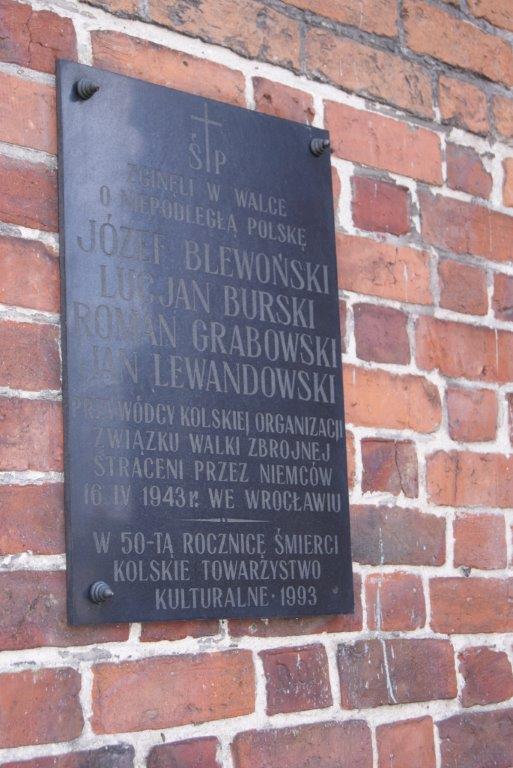 Ś P
ZGINĘLI W WALCE
O NIEPODLEGŁĄ POLSKĘ
JÓZEF BLEWOŃSKI
LUCJAN BURSKI
ROMAN GRABOWSKI
JAN LEWANDOWSKI
PRZYWÓDCY KOLSKIEJ ORGANIZACJI
ZWIĄZKU WALKI ZBROJNEJ
STRACENI PRZEZ NIEMCÓW
16.IV 1943 r. WE WROCŁAWIU
W 50-TĄ ROCZNICĘ ŚMIERCI
KOLSKIE TOWARZYSTWO
KULTURALNE · 1993